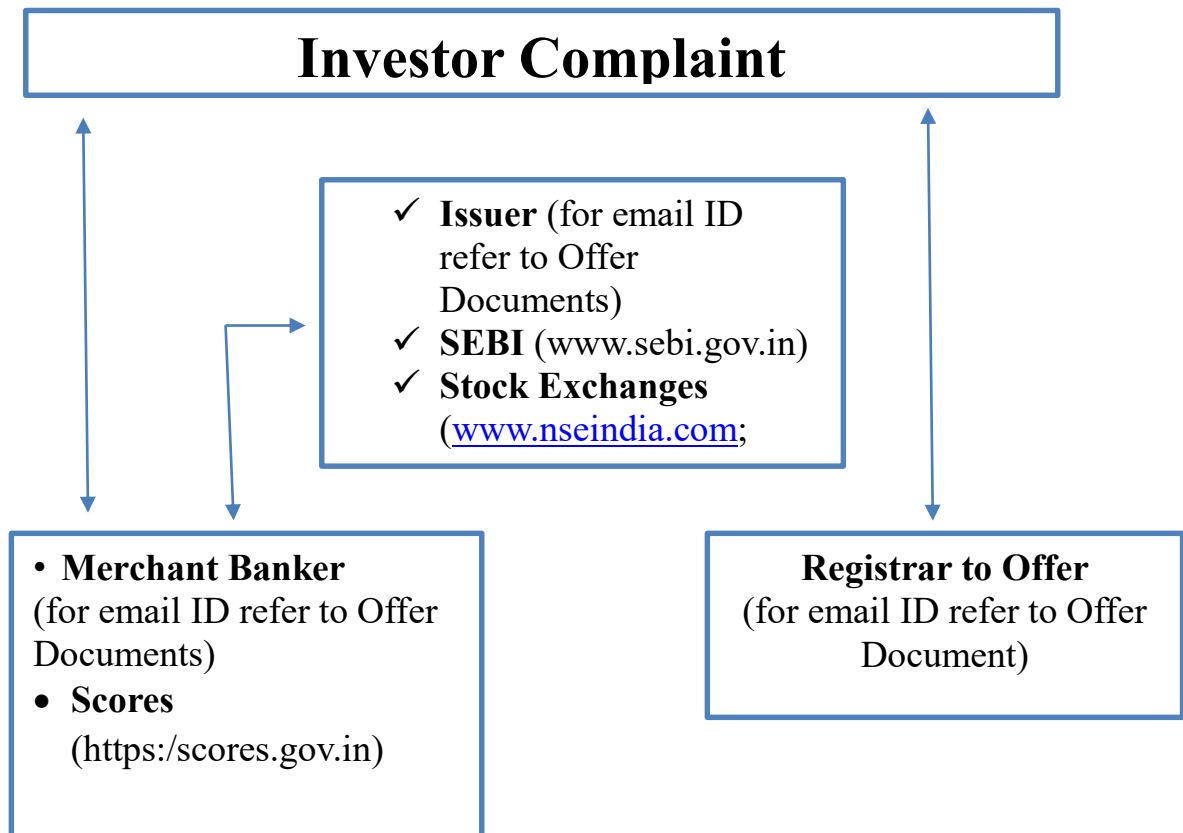 Investor Complaint
✓ Issuer (for email ID
refer to Offer
Documents)
✓ SEBI (www.sebi.gov.in)
✓ Stock Exchanges
(www.nseindia.com;
• Merchant Banker
(for email ID refer to Offer
Documents)
• Scores
(https:/scores.gov.in)
Registrar to Offer
(for email ID refer to Offer
Document)